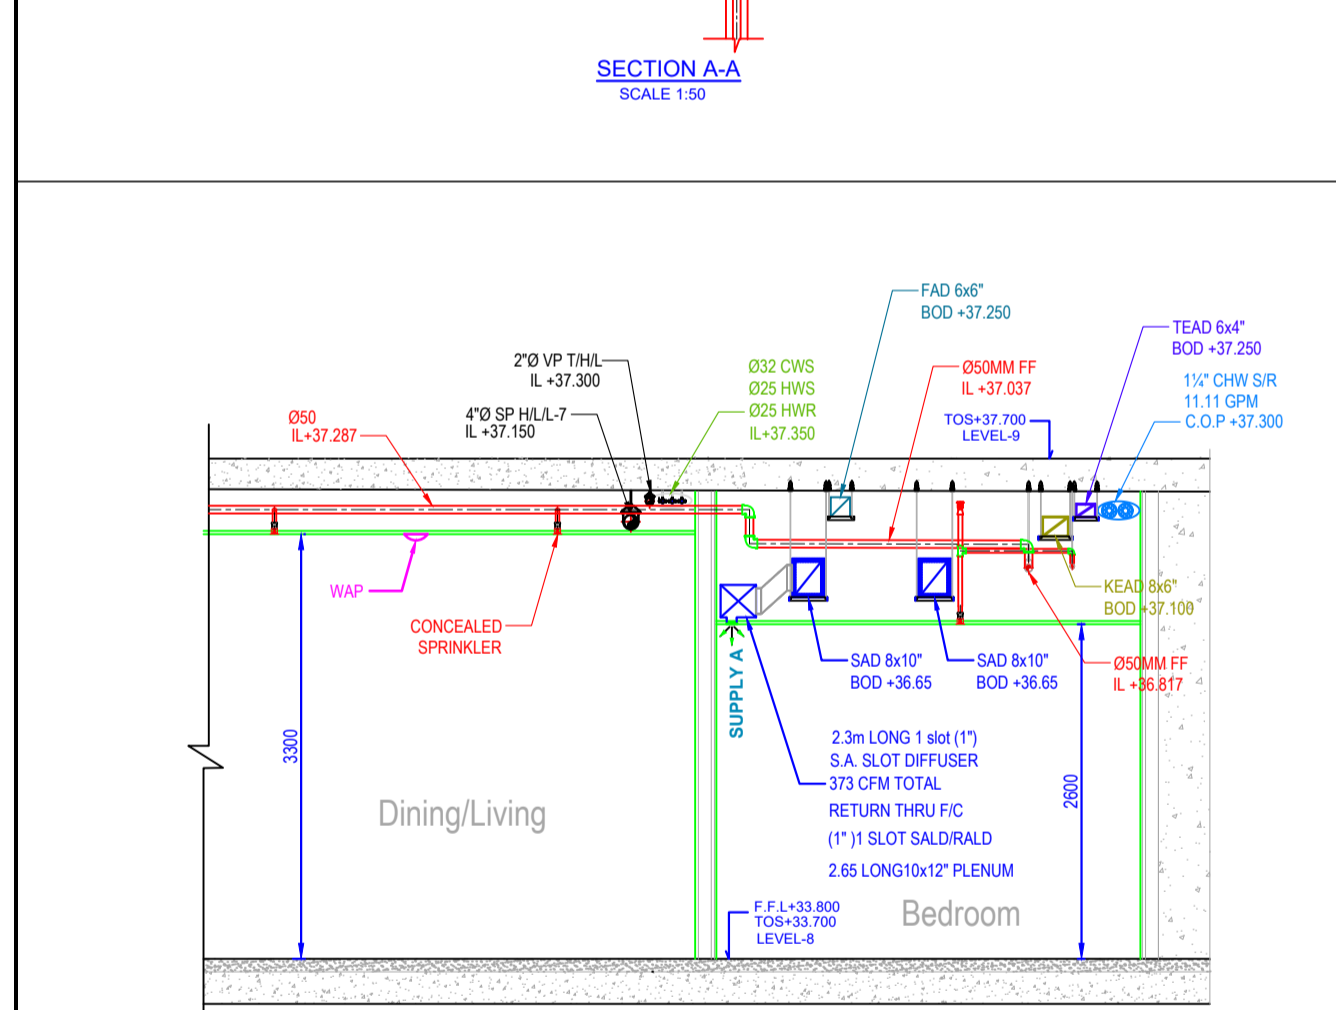 SECTION A-A
SCALE 1:50
FAD 6x6"
BOD +37.250
TEAD 6x4"
BOD +37.250
2"Ø VP T/H/L
IL +37.300
Ø32 CWS
Ø25 HWS
Ø25 HWR
IL+37.350
Ø50MM FF
IL +37.037
1¼" CHW S/R
11.11 GPM
C.O.P +37.300
Ø50
IL+37.287
4"Ø SP H/L/L-7
IL +37.150
TOS+37.700
LEVEL-9
WAP
CONCEALED
SPRINKLER
KEAD 8x6"
BOD +37.100
SUPPLY A
SAD 8x10"
BOD +36.65
SAD 8x10"
BOD +36.65
Ø50MM FF
IL +36.817
3300
2600
2.3m LONG 1 slot (1")
S.A. SLOT DIFFUSER
373 CFM TOTAL
RETURN THRU F/C
(1" )1 SLOT SALD/RALD
2.65 LONG10x12" PLENUM
Dining/Living
Bedroom
F.F.L+33.800
TOS+33.700
LEVEL-8